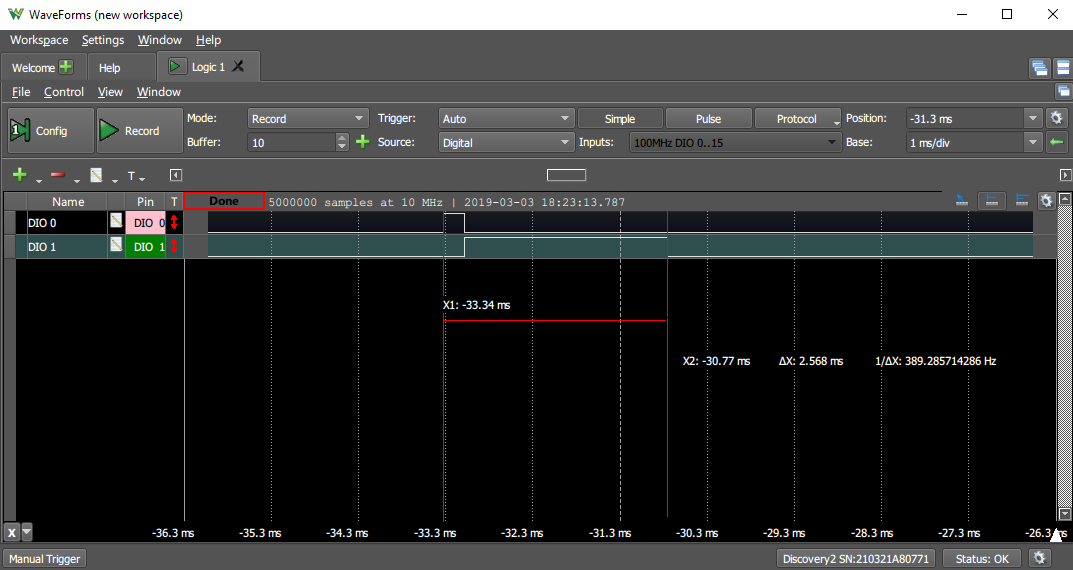 WaveForms (new workspace)
Workspace Settings Window Help
Welcome Help Logic 1
File Control View Window
Config Record Mode: Record Trigger: Auto Simple Pulse Protocol Position: -31.3 ms
Buffer: 10 Source: Digital Inputs: 100MHz DIO 0..15 Base: 1 ms/div
T
Name Pin T Done 5000000 samples at 10 MHz | 2019-03-03 18:23:13.787
DIO 0 DIO 0
DIO 1 DIO 1
X1: -33.34 ms
X2: -30.77 ms ΔX: 2.568 ms 1/ΔX: 389.285714286 Hz
X -36.3 ms -35.3 ms -34.3 ms -33.3 ms -32.3 ms -31.3 ms -30.3 ms -29.3 ms -28.3 ms -27.3 ms -26.3 ms
Manual Trigger Discovery2 SN:210321A80771 Status: OK